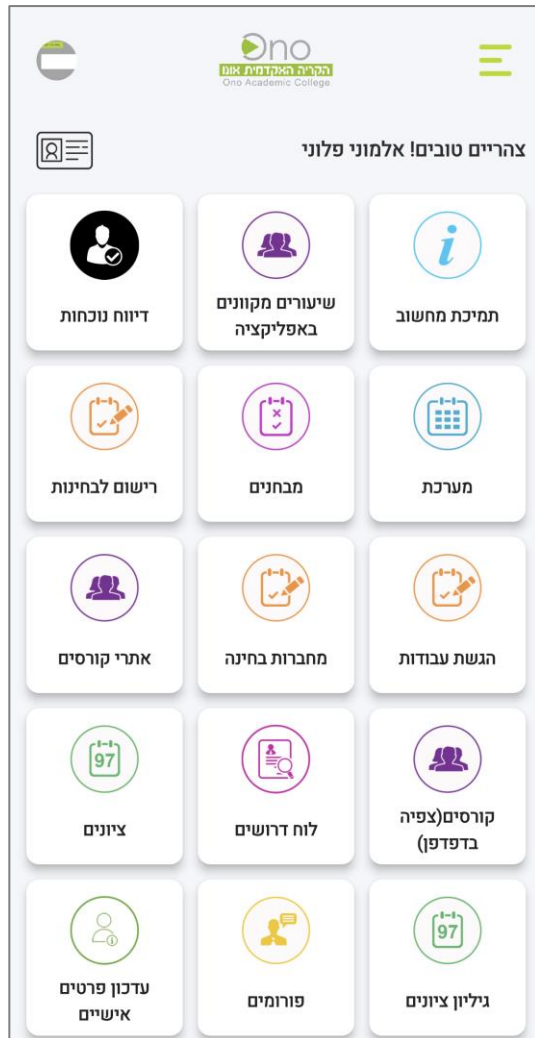 Ono
הקריה האקדמית אונו
Ono Academic College
צהריים טובים! אלמוני פלוני
תמיכת מחשוב
שיעורים מקוונים
באפליקציה
דיווח נוכחות
מערכת
מבחנים
רישום לבחינות
הגשת עבודות
מחברות בחינה
אתרי קורסים
קורסים(צפיה
בדפדפן)
לוח דרושים
97
ציונים
97
גיליון ציונים
פורומים
עדכון פרטים
אישיים